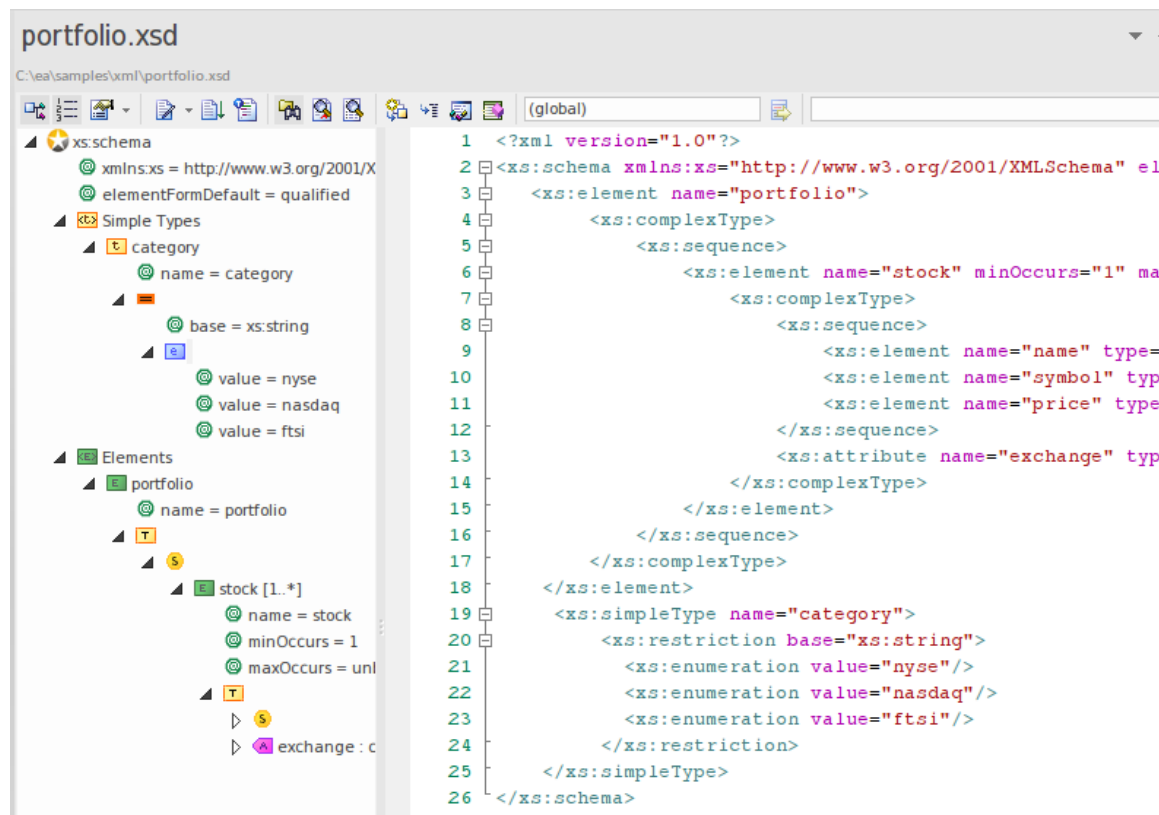 portfolio.xsd
C:\ea\samples\xml\portfolio.xsd
(global)
xs:schema
xmlns:xs = http://www.w3.org/2001/X
elementFormDefault = qualified
<t> Simple Types
t category
name = category
base = xs:string
e
value = nyse
value = nasdaq
value = ftsi
<E> Elements
E portfolio
name = portfolio
T
S
E stock [1..*]
name = stock
minOccurs = 1
maxOccurs = unl
T
S
A exchange : c
1 <?xml version="1.0"?>
2 <xs:schema xmlns:xs="http://www.w3.org/2001/XMLSchema" el
3 <xs:element name="portfolio">
4 <xs:complexType>
5 <xs:sequence>
6 <xs:element name="stock" minOccurs="1" ma
7 <xs:complexType>
8 <xs:sequence>
9 <xs:element name="name" type=
10 <xs:element name="symbol" typ
11 <xs:element name="price" type
12 </xs:sequence>
13 <xs:attribute name="exchange" typ
14 </xs:complexType>
15 </xs:element>
16 </xs:sequence>
17 </xs:complexType>
18 </xs:element>
19 <xs:simpleType name="category">
20 <xs:restriction base="xs:string">
21 <xs:enumeration value="nyse"/>
22 <xs:enumeration value="nasdaq"/>
23 <xs:enumeration value="ftsi"/>
24 </xs:restriction>
25 </xs:simpleType>
26 </xs:schema>